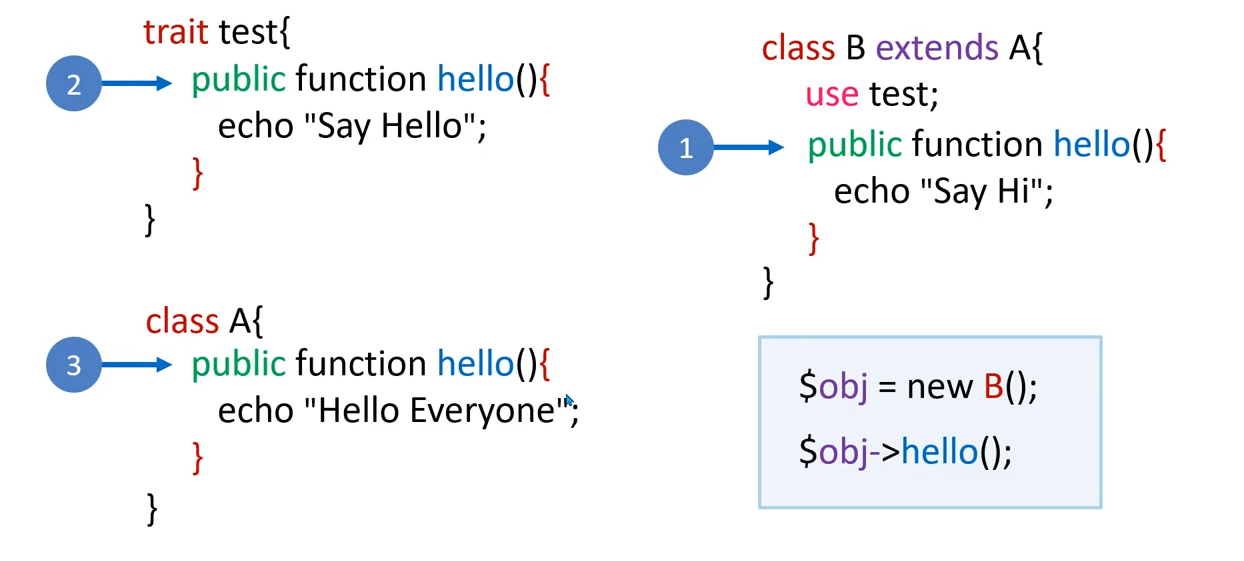 trait test{
2
public function hello(){
echo "Say Hello";
}
}
3
class A{
public function hello(){
echo "Hello Everyone";
}
}
class B extends A{
use test;
1
public function hello(){
echo "Say Hi";
}
}
$obj = new B();
$obj->hello();